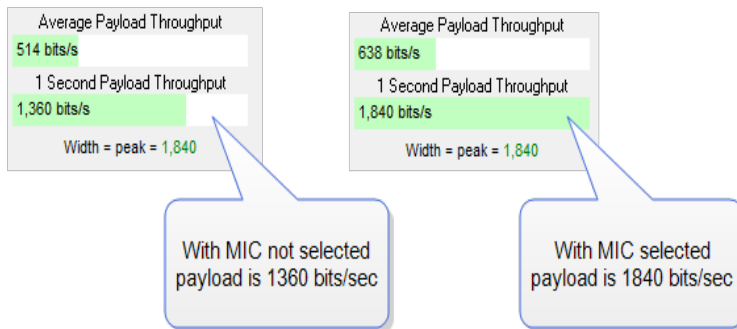 Average Payload Throughput
514 bits/s
1 Second Payload Throughput
1,360 bits/s
Width = peak = 1,840
Average Payload Throughput
638 bits/s
1 Second Payload Throughput
1,840 bits/s
Width = peak = 1,840
With MIC not selected
payload is 1360 bits/sec
With MIC selected
payload is 1840 bits/sec